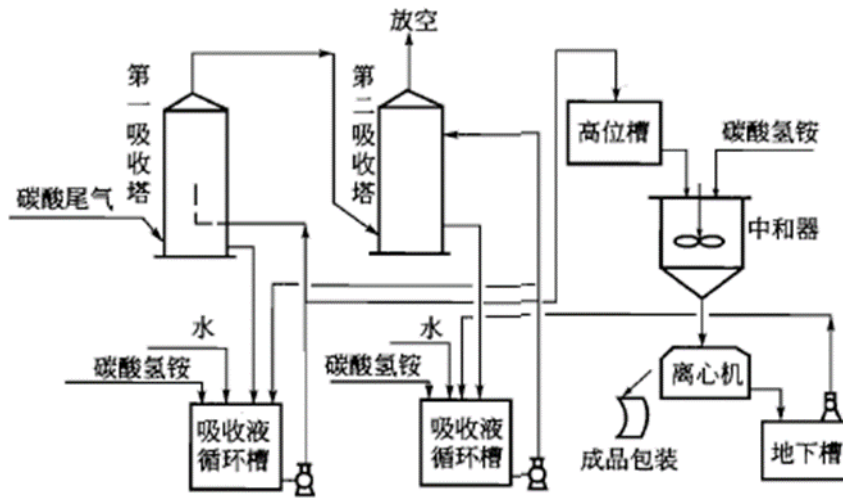 放空
第一吸收塔
第二吸收塔
高位槽
碳酸氢铵
碳酸尾气
中和器
水
水
碳酸氢铵
碳酸氢铵
离心机
吸收液
循环槽
吸收液
循环槽
成品包装
地下槽